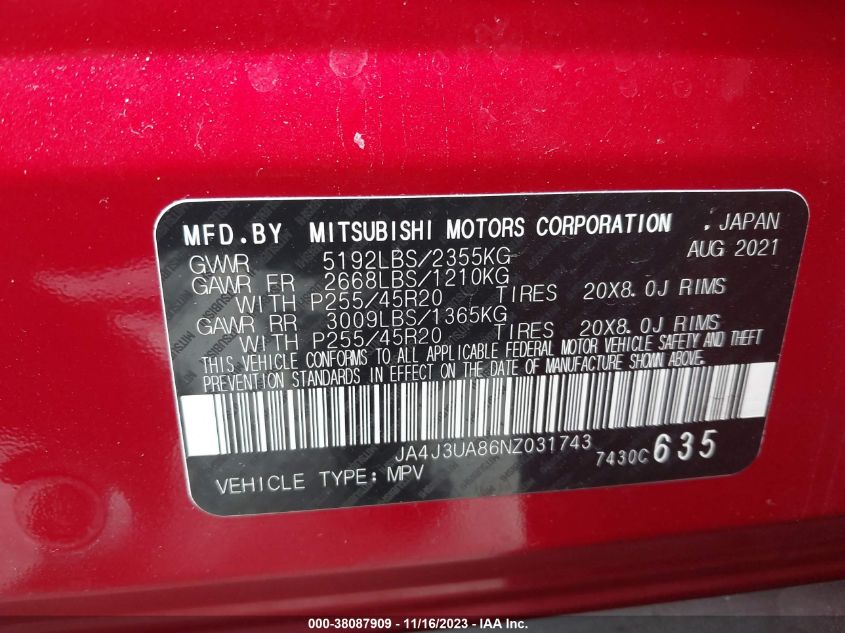 MFD.BY MITSUBISHI MOTORS CORPORATION . JAPAN
GVWR 5192LBS/2355KG AUG 2021
GAWR FR 2668LBS/1210KG
WITH P255/45R20 TIRES 20X8.0J RIMS
GAWR RR 3009LBS/1365KG
WITH P255/45R20 TIRES 20X8.0J RIMS
THIS VEHICLE CONFORMS TO ALL APPLICABLE FEDERAL MOTOR VEHICLE SAFETY AND THEFT
PREVENTION STANDARDS IN EFFECT ON THE DATE OF MANUFACTURE SHOWN ABOVE.
JA4J3UA86NZ031743 7430C 635
VEHICLE TYPE: MPV
000-38087909 - 11/16/2023 - IAA Inc.